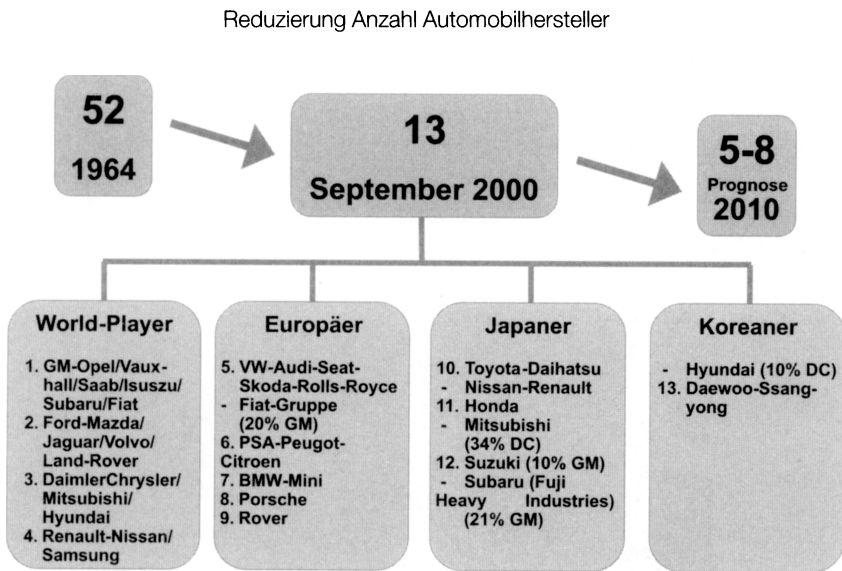 Reduzierung Anzahl Automobilhersteller
52
1964
13
September 2000
5-8
Prognose
2010
World-Player
1. GM-Opel/Vaux-
hall/Saab/Isuszu/
Subaru/Fiat
2. Ford-Mazda/
Jaguar/Volvo/
Land-Rover
3. DaimlerChrysler/
Mitsubishi/
Hyundai
4. Renault-Nissan/
Samsung
Europäer
5. VW-Audi-Seat-
Skoda-Rolls-Royce
- Fiat-Gruppe
(20% GM)
6. PSA-Peugot-
Citroen
7. BMW-Mini
8. Porsche
9. Rover
Japaner
10. Toyota-Daihatsu
- Nissan-Renault
11. Honda
- Mitsubishi
(34% DC)
12. Suzuki (10% GM)
- Subaru (Fuji
Heavy Industries)
(21% GM)
Koreaner
- Hyundai (10% DC)
13. Daewoo-Ssang-
yong